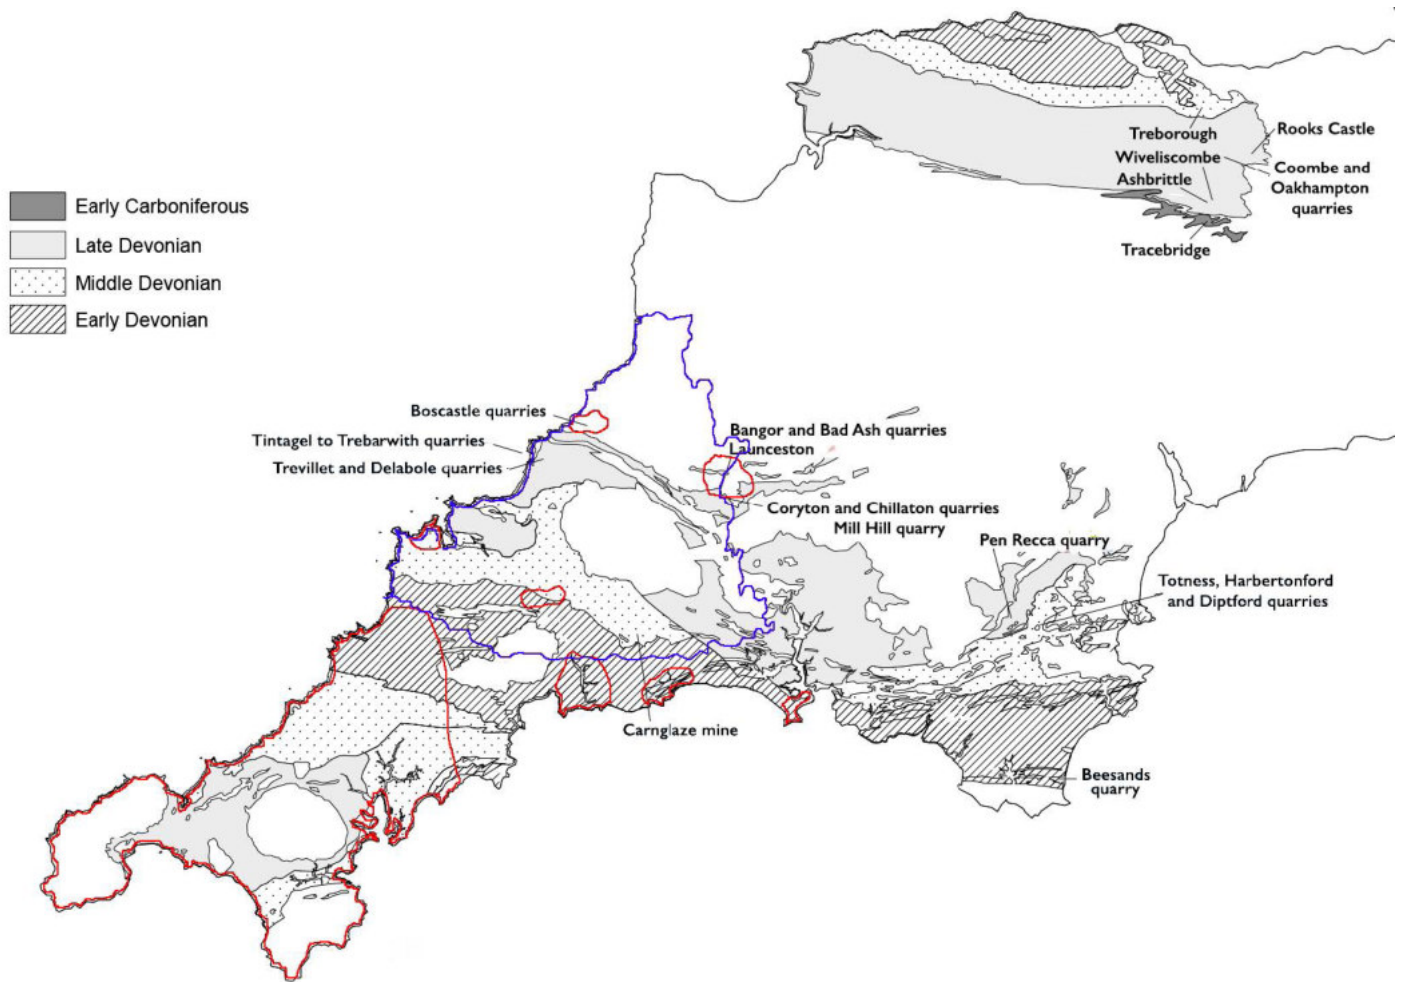 Treborough
Rooks Castle
Wiveliscombe
Ashbrittle
Coombe and
Oakhampton
quarries
Tracebridge
Early Carboniferous
Late Devonian
Middle Devonian
Early Devonian
Boscastle quarries
Tintagel to Trebarwith quarries
Trevillet and Delabole quarries
Bangor and Bad Ash quarries
Launceston
Coryton and Chillaton quarries
Mill Hill quarry
Pen Recca quarry
Totness, Harbertonford
and Diptford quarries
Carnglaze mine
Beesands
quarry